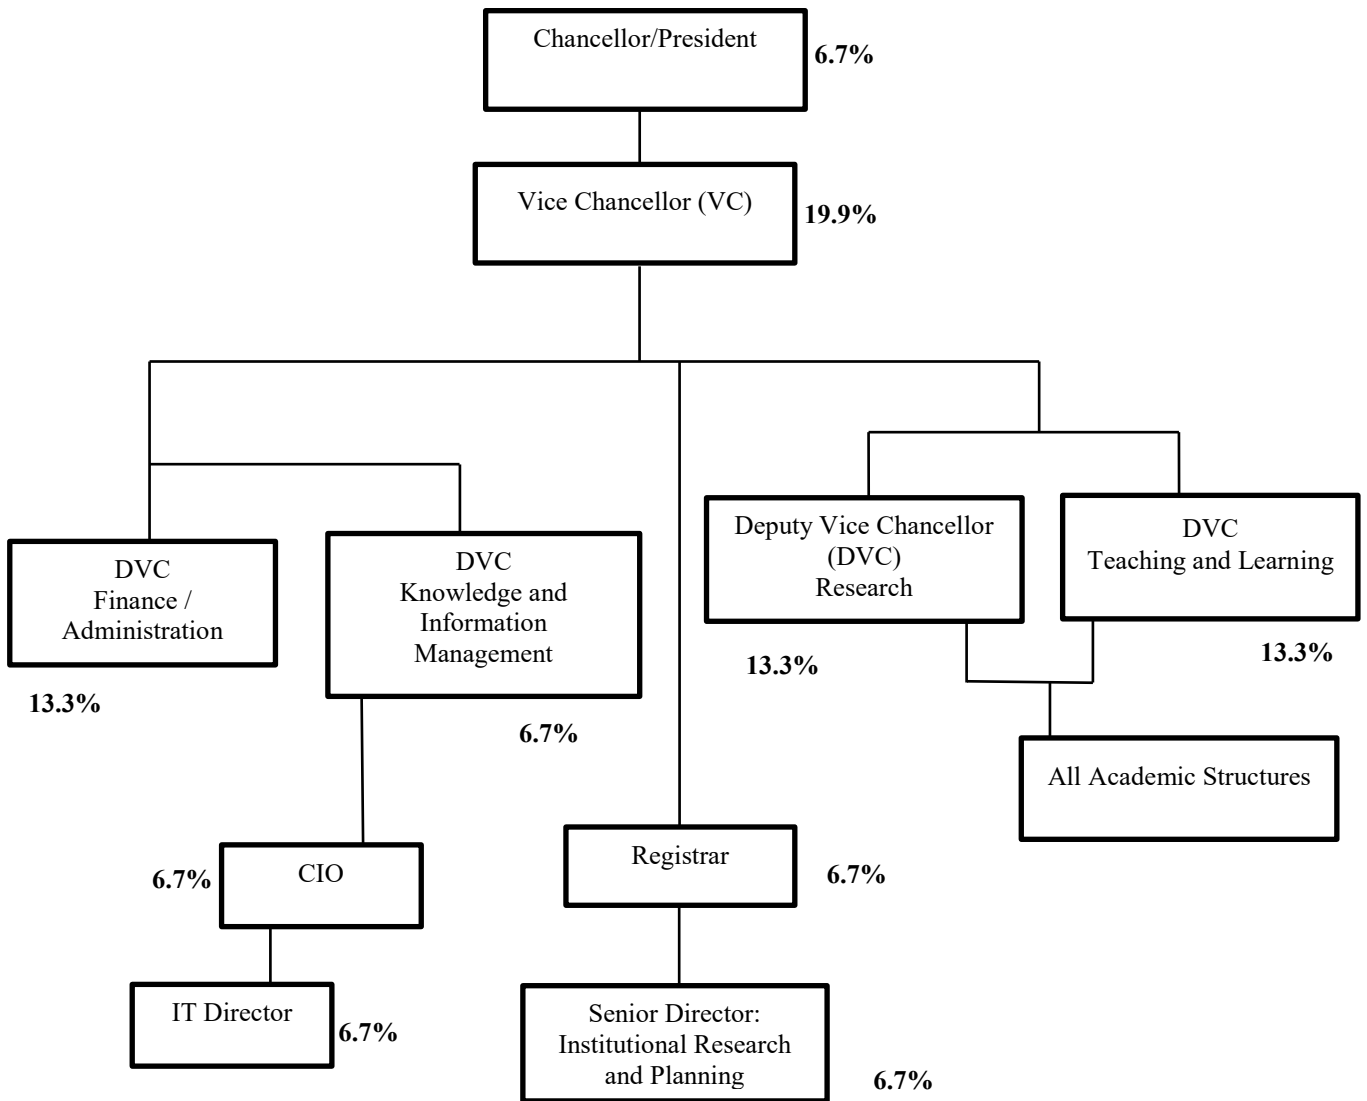 Chancellor/President
6.7%
Vice Chancellor (VC)
19.9%
DVC
Finance /
Administration
13.3%
DVC
Knowledge and
Information
Management
6.7%
Deputy Vice Chancellor
(DVC)
Research
13.3%
DVC
Teaching and Learning
13.3%
All Academic Structures
CIO
6.7%
Registrar
6.7%
IT Director
6.7%
Senior Director:
Institutional Research
and Planning
6.7%